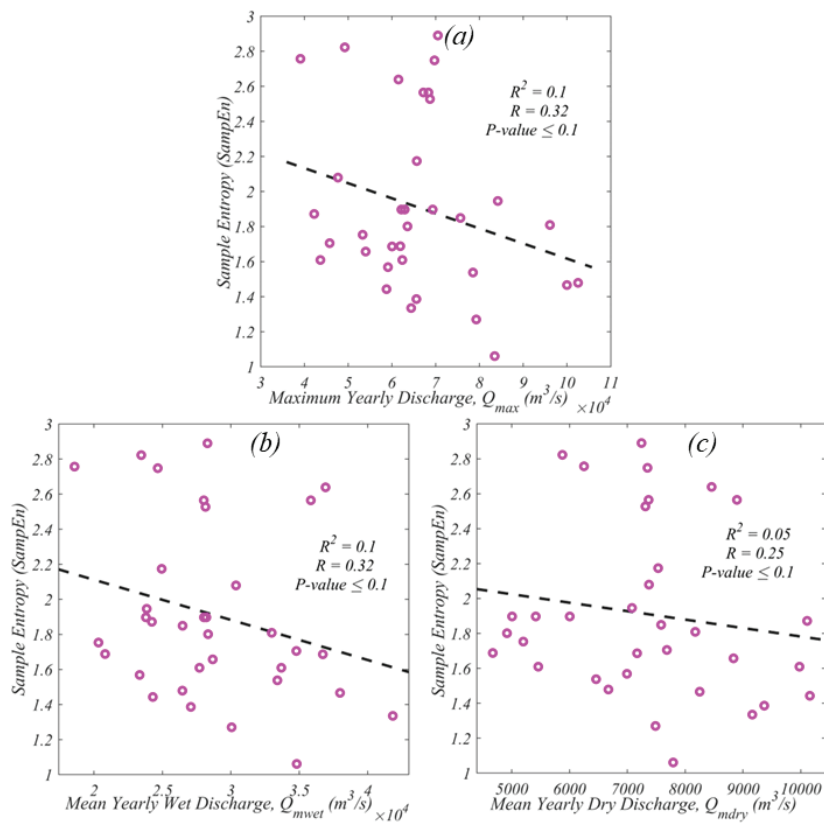 (a)
3
2.8
2.6
2.4
2.2
2
1.8
1.6
1.4
1.2
1
Sample Entropy (SampEn)
R² = 0.1
R = 0.32
P-value ≤ 0.1
3 4 5 6 7 8 9 10 11
Maximum Yearly Discharge, Q_max (m³/s) ×10⁴
(b)
3
2.8
2.6
2.4
2.2
2
1.8
1.6
1.4
1.2
1
Sample Entropy (SampEn)
R² = 0.1
R = 0.32
P-value ≤ 0.1
2 2.5 3 3.5 4
Mean Yearly Wet Discharge, Q_mwet (m³/s) ×10⁴
(c)
3
2.8
2.6
2.4
2.2
2
1.8
1.6
1.4
1.2
1
Sample Entropy (SampEn)
R² = 0.05
R = 0.25
P-value ≤ 0.1
5000 6000 7000 8000 9000 10000
Mean Yearly Dry Discharge, Q_mdry (m³/s)